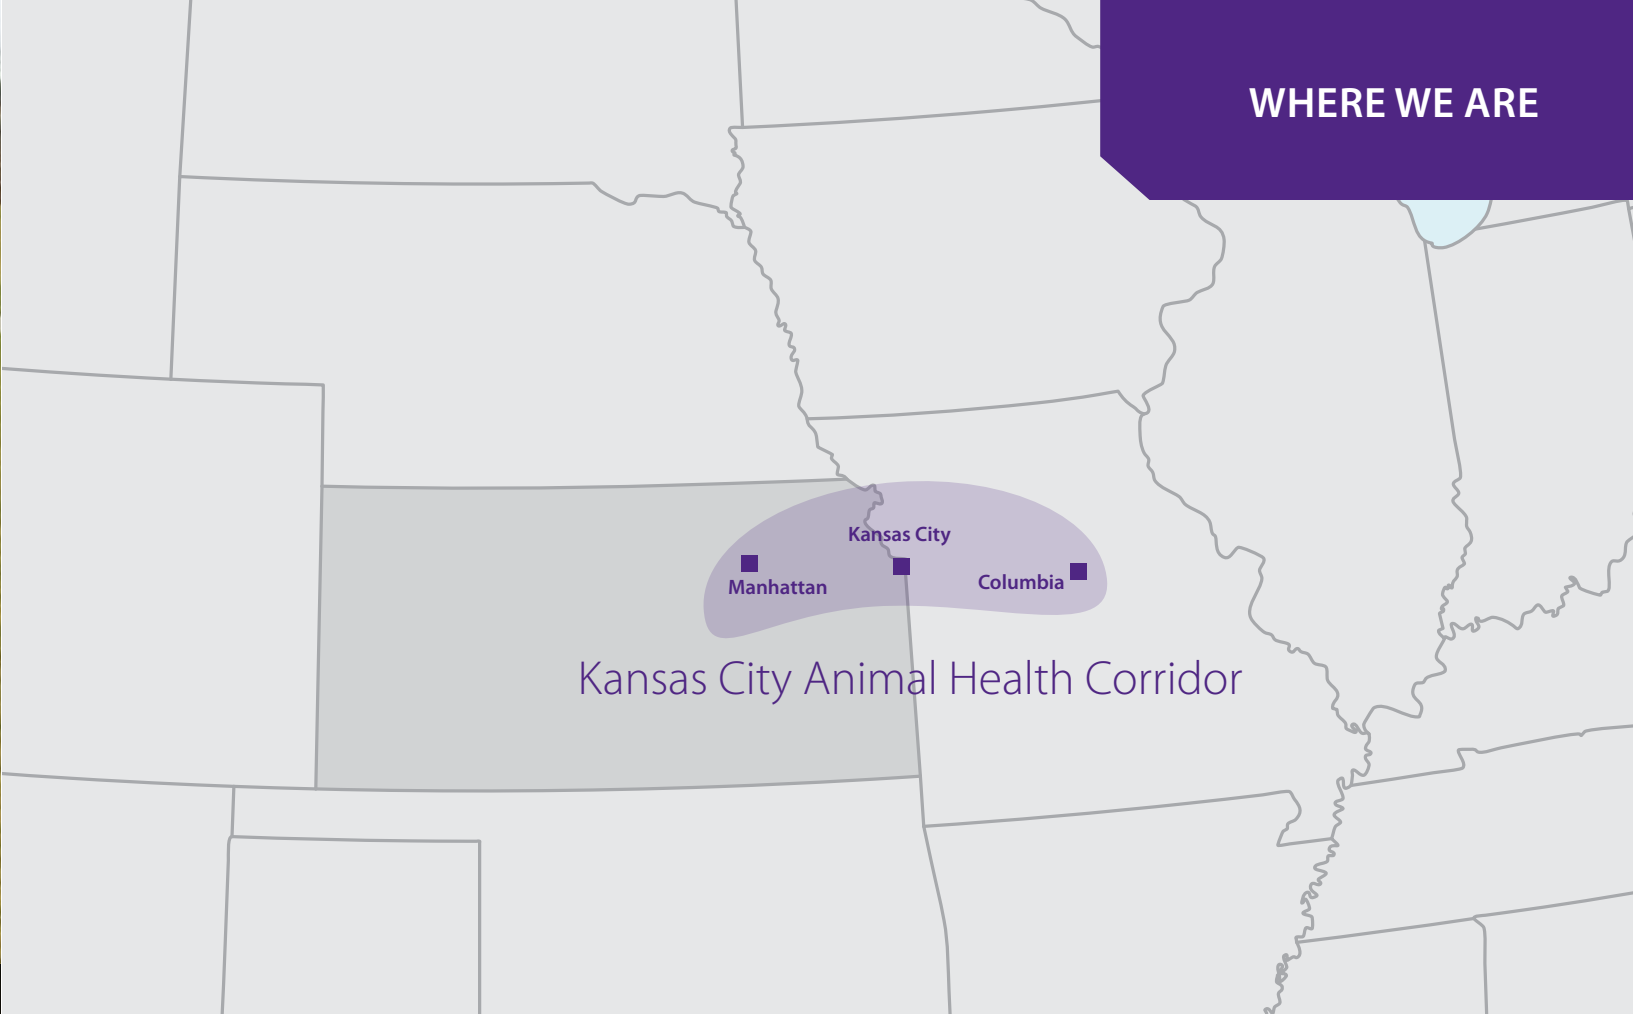 WHERE WE ARE
Kansas City
Manhattan
Columbia
Kansas City Animal Health Corridor